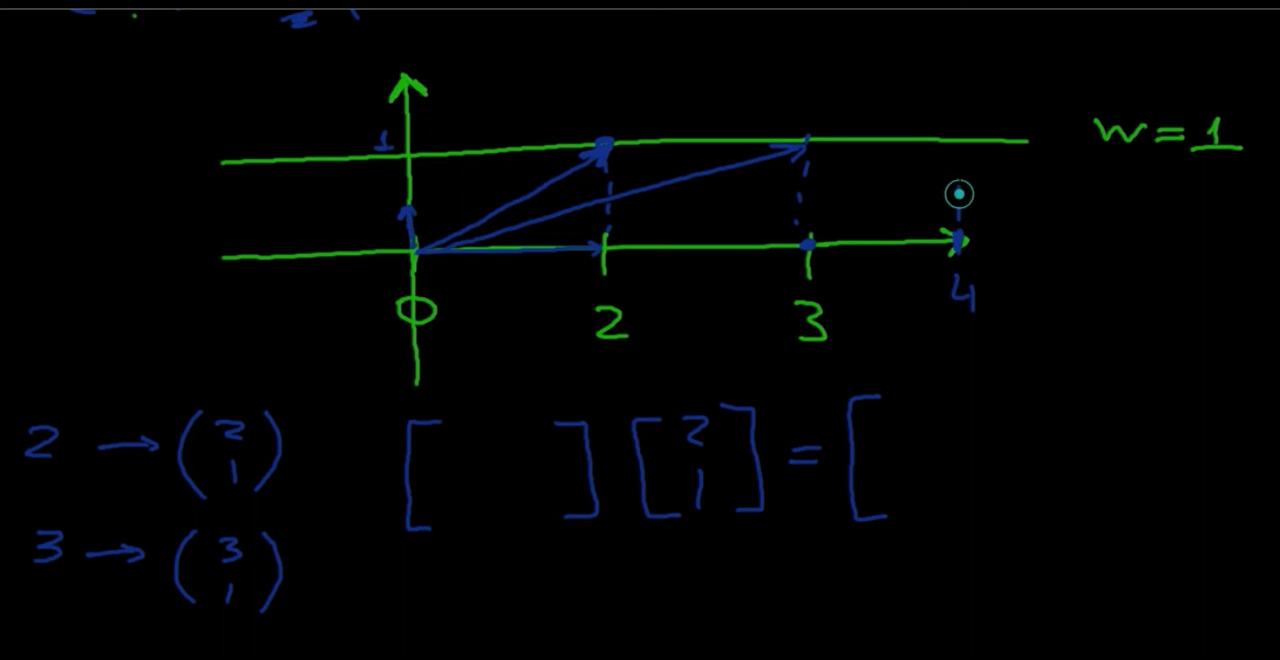 1
w = 1
0 2 3 4
2 → (2 1) [ ] [2 1] = [
3 → (3 1)